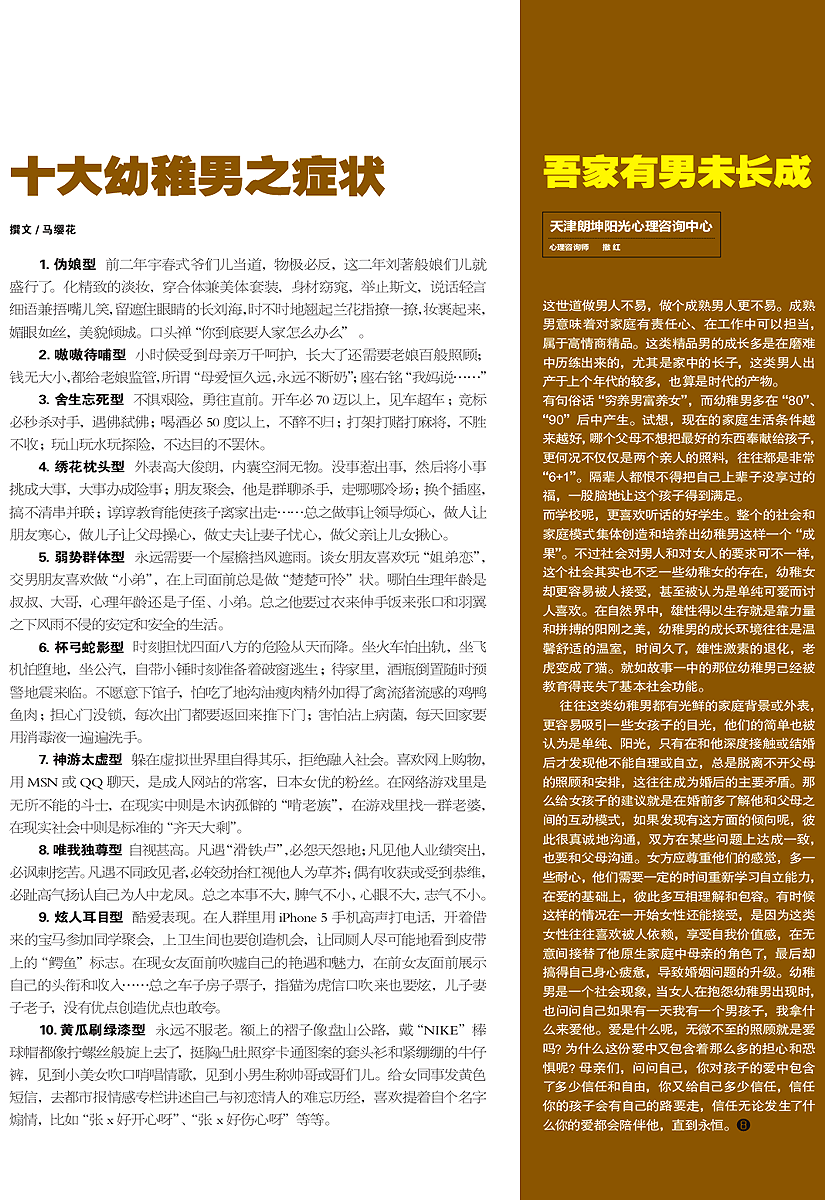 十大幼稚男之症状
撰文 / 马缨花
1. 伪娘型 前二年宇春式爷们儿当道，物极必反，这二年刘著般娘们儿就
盛行了。化精致的淡妆，穿合体兼美体套装，身材窈窕，举止斯文，说话轻言
细语兼捂嘴儿笑，留遮住眼睛的长刘海，时不时地翘起兰花指撩一撩，妆裹起来，
媚眼如丝，美貌倾城。口头禅“你到底要人家怎么办么”。
2. 嗷嗷待哺型 小时侯受到母亲万千呵护，长大了还需要老娘百般照顾；
钱无大小，都给老娘监管，所谓“母爱恒久远，永远不断奶”；座右铭“我妈说……”
3. 舍生忘死型 不惧艰险，勇往直前。开车必 70 迈以上，见车超车；竞标
必秒杀对手，遇佛弑佛；喝酒必 50 度以上，不醉不归；打架打赌打麻将，不胜
不收；玩山玩水玩探险，不达目的不罢休。
4. 绣花枕头型 外表高大俊朗，内囊空洞无物。没事惹出事，然后将小事
挑成大事，大事办成险事；朋友聚会，他是群聊杀手，走哪哪冷场；换个插座，
搞不清串并联；谆谆教育能使孩子离家出走……总之做事让领导烦心，做人让
朋友寒心，做儿子让父母操心，做丈夫让妻子忧心，做父亲让儿女揪心。
5. 弱势群体型 永远需要一个屋檐挡风遮雨。谈女朋友喜欢玩“姐弟恋”，
交男朋友喜欢做“小弟”，在上司面前总是做“楚楚可怜”状。哪怕生理年龄是
叔叔、大哥，心理年龄还是子侄、小弟。总之他要过衣来伸手饭来张口和羽翼
之下风雨不侵的安定和安全的生活。
6. 杯弓蛇影型 时刻担忧四面八方的危险从天而降。坐火车怕出轨，坐飞
机怕堕地，坐公汽，自带小锤时刻准备着破窗逃生；待家里，酒瓶倒置随时预
警地震来临。不愿意下馆子，怕吃了地沟油瘦肉精外加得了禽流猪流感的鸡鸭
鱼肉；担心门没锁，每次出门都要返回来推下门；害怕沾上病菌，每天回家要
用消毒液一遍遍洗手。
7. 神游太虚型 躲在虚拟世界里自得其乐，拒绝融入社会。喜欢网上购物，
用 MSN 或 QQ 聊天，是成人网站的常客，日本女优的粉丝。在网络游戏里是
无所不能的斗士，在现实中则是木讷孤僻的“啃老族”，在游戏里找一群老婆，
在现实社会中则是标准的“齐天大剩”。
8. 唯我独尊型 自视甚高。凡遇“滑铁卢”，必怨天怨地；凡见他人业绩突出，
必讽刺挖苦。凡遇不同政见者，必较劲抬杠视他人为草芥；偶有收获或受到恭维，
必趾高气扬认自己为人中龙凤。总之本事不大，脾气不小，心眼不大，志气不小。
9. 炫人耳目型 酷爱表现。在人群里用 iPhone 5 手机高声打电话，开着借
来的宝马参加同学聚会，上卫生间也要创造机会，让同厕人尽可能地看到皮带
上的“鳄鱼”标志。在现女友面前吹嘘自己的艳遇和魅力，在前女友面前展示
自己的头衔和收入……总之车子房子票子，指猫为虎信口吹来也要炫，儿子妻
子老子，没有优点创造优点也敢夸。
10. 黄瓜刷绿漆型 永远不服老。额上的褶子像盘山公路，戴“NIKE”棒
球帽都像拧螺丝般旋上去了，挺胸凸肚照穿卡通图案的套头衫和紧绷绷的牛仔
裤，见到小美女吹口哨唱情歌，见到小男生称帅哥或哥们儿。给女同事发黄色
短信，去都市报情感专栏讲述自己与初恋情人的难忘历经，喜欢提着自个名字
煽情，比如“张 x 好开心呀”、“张 x 好伤心呀”等等。
吾家有男未长成
天津朗坤阳光心理咨询中心
心理咨询师 撤 红
这世道做男人不易，做个成熟男人更不易。成熟
男意味着对家庭有责任心、在工作中可以担当，
属于高情商精品。这类精品男的成长多是在磨难
中历练出来的，尤其是家中的长子，这类男人出
产于上个年代的较多，也算是时代的产物。
有句俗话“穷养男富养女”，而幼稚男多在“80”、
“90”后中产生。试想，现在的家庭生活条件越
来越好，哪个父母不想把最好的东西奉献给孩子，
更何况不仅仅是两个亲人的照料，往往都是非常
“6+1”。隔辈人都恨不得把自己上辈子没享过的
福，一股脑地让这个孩子得到满足。
而学校呢，更喜欢听话的好学生。整个的社会和
家庭模式集体创造和培养出幼稚男这样一个“成
果”。不过社会对男人和对女人的要求可不一样，
这个社会其实也不乏一些幼稚女的存在，幼稚女
却更容易被人接受，甚至被认为是单纯可爱而讨
人喜欢。在自然界中，雄性得以生存就是靠力量
和拼搏的阳刚之美，幼稚男的成长环境往往是温
馨舒适的温室，时间久了，雄性激素的退化，老
虎变成了猫。就如故事一中的那位幼稚男已经被
教育得丧失了基本社会功能。
往往这类幼稚男都有光鲜的家庭背景或外表，
更容易吸引一些女孩子的目光，他们的简单也被
认为是单纯、阳光，只有在和他深度接触或结婚
后才发现他不能自理或自立，总是脱离不开父母
的照顾和安排，这往往成为婚后的主要矛盾。那
么给女孩子的建议就是在婚前多了解他和父母之
间的互动模式，如果发现有这方面的倾向呢，彼
此很真诚地沟通，双方在某些问题上达成一致，
也要和父母沟通。女方应尊重他们的感觉，多一
些耐心，他们需要一定的时间重新学习自立能力，
在爱的基础上，彼此多互相理解和包容。有时候
这样的情况在一开始女性还能接受，是因为这类
女性往往喜欢被人依赖，享受自我价值感，在无
意间接替了他原生家庭中母亲的角色了，最后却
搞得自己身心疲惫，导致婚姻问题的升级。幼稚
男是一个社会现象，当女人在抱怨幼稚男出现时，
也问问自己如果有一天我有一个男孩子，我拿什
么来爱他。爱是什么呢，无微不至的照顾就是爱
吗？为什么这份爱中又包含着那么多的担心和恐
惧呢？母亲们，问问自己，你对孩子的爱中包含
了多少信任和自由，你又给自己多少信任，信任
你的孩子会有自己的路要走，信任无论发生了什
么你的爱都会陪伴他，直到永恒。